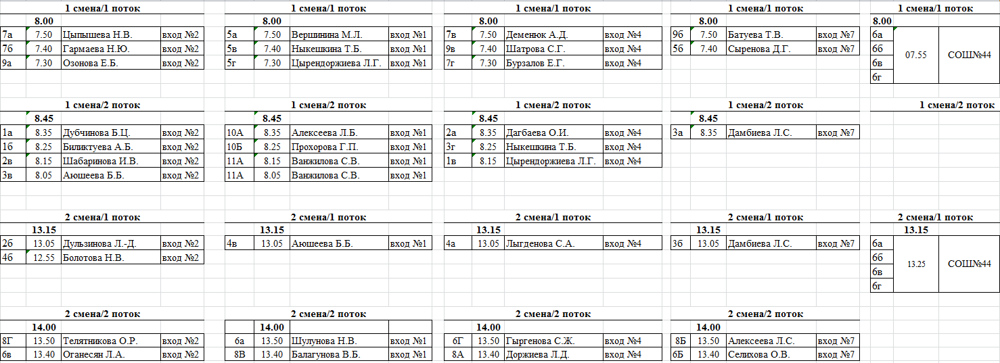 1 смена/1 поток 1 смена/1 поток 1 смена/1 поток 1 смена/1 поток 1 смена/1 поток
8.00 8.00 8.00 8.00 8.00
7а 7.50 Цыпышева Н.В. вход №2 5а 7.50 Вершинина М.Л. вход №1 7в 7.50 Деменюк А.Д. вход №4 9б 7.50 Батуева Т.В. вход №7 6а
7б 7.40 Гармаева Н.Ю. вход №2 5в 7.40 Ныкешкина Т.Б. вход №1 9в 7.40 Шатрова С.Г. вход №4 5б 7.40 Сыренова Д.Г. вход №7 6б
07.55 СОШ№44
9а 7.30 Озонова Е.Б. вход №2 5г 7.30 Цырендоржиева Л.Г. вход №1 7г 7.30 Бурзалов Е.Г. вход №4 6в
6г
1 смена/2 поток 1 смена/2 поток 1 смена/2 поток 1 смена/2 поток 1 смена/2 поток
8.45 8.45 8.45 8.45
1а 8.35 Дубчинова Б.Ц. вход №2 10А 8.35 Алексеева Л.Б. вход №1 2а 8.35 Дагбаева О.И. вход №4 3а 8.35 Дамбиева Л.С. вход №7
1б 8.25 Биликтуева А.Б. вход №2 10Б 8.25 Прохорова Г.П. вход №1 3г 8.25 Ныкешкина Т.Б. вход №4
2в 8.15 Шабаринова И.В. вход №2 11А 8.15 Ванжилова С.В. вход №1 1в 8.15 Цырендоржиева Л.Г. вход №4
3в 8.05 Аюшеева Б.Б. вход №2 11А 8.05 Ванжилова С.В. вход №1
2 смена/1 поток 2 смена/1 поток 2 смена/1 поток 2 смена/1 поток 2 смена/1 поток
13.15 13.15 13.15 13.15 13.15
2б 13.05 Дульзинова Л.-Д. вход №2 4в 13.05 Аюшеева Б.Б. вход №1 4а 13.05 Лыгденова С.А. вход №4 3б 13.05 Дамбиева Л.С. вход №7 6а
4б 12.55 Болотова Н.В. вход №2 6б
13.25 СОШ№44
6в
6г
2 смена/2 поток 2 смена/2 поток 2 смена/2 поток 2 смена/2 поток
14.00 14.00 14.00 14.00
8Г 13.50 Телятникова О.Р. вход №2 6а 13.50 Шулунова Н.В. вход №1 6Г 13.50 Гыргенова С.Ж. вход №4 8Б 13.50 Алексеева Л.С. вход №7
6в 13.40 Оганесян Л.А. вход №2 8В 13.40 Балагунова В.Б. вход №1 8А 13.40 Доржиева Л.Д. вход №4 6Б 13.40 Селихова О.В. вход №7